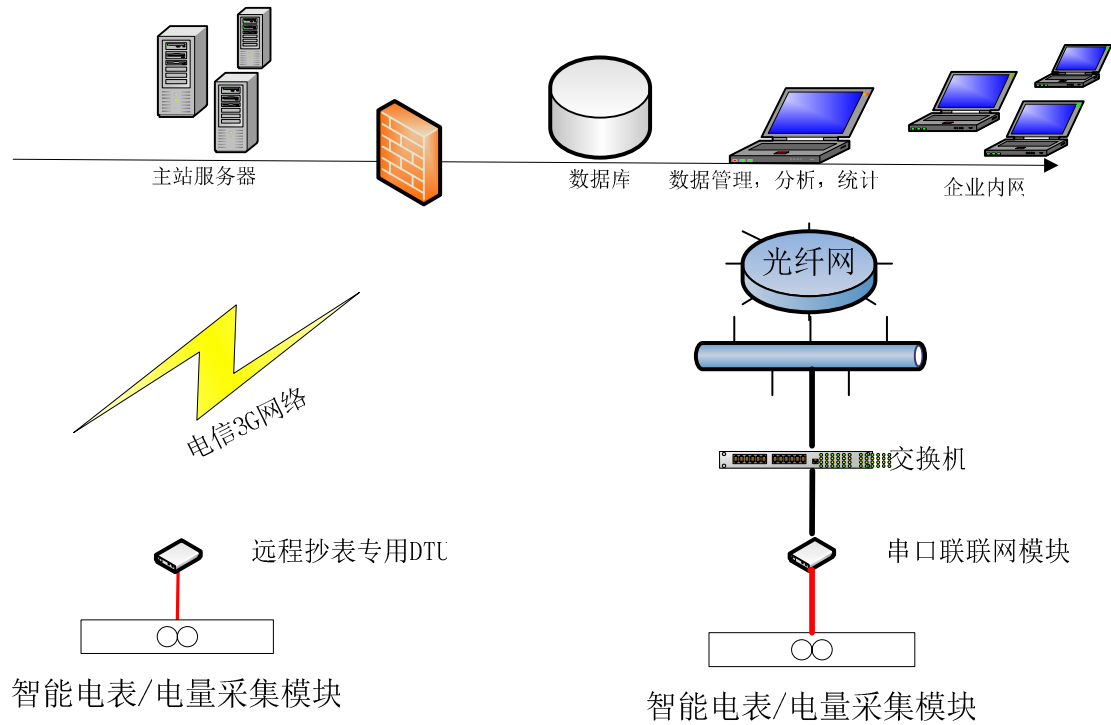 主站服务器
数据库
数据管理，分析，统计
企业内网
光纤网
电信3G网络
交换机
远程抄表专用DTU
串口联联网模块
智能电表/电量采集模块
智能电表/电量采集模块